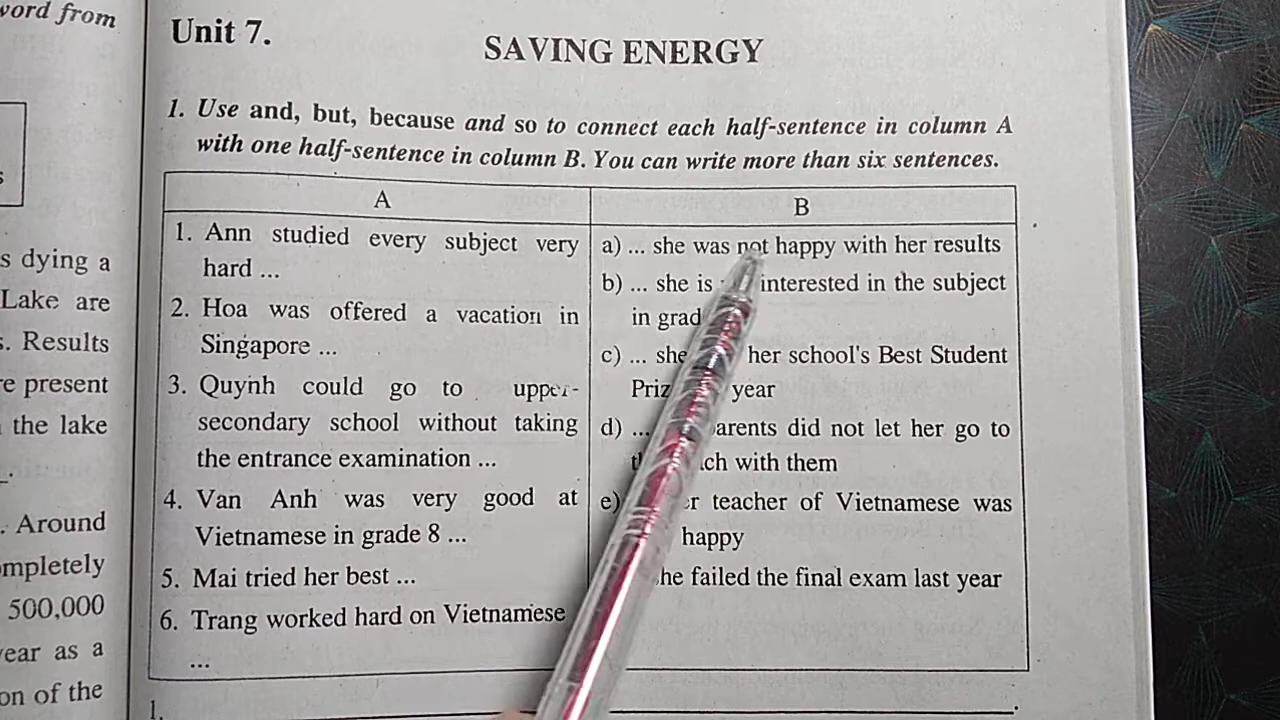 word from
Unit 7.
SAVING ENERGY
1. Use and, but, because and so to connect each half-sentence in column A
with one half-sentence in column B. You can write more than six sentences.
A
1. Ann studied every subject very
hard ...
2. Hoa was offered a vacation in
Singapore ...
3. Quynh could go to upper-
secondary school without taking
the entrance examination ...
4. Van Anh was very good at
Vietnamese in grade 8 ...
5. Mai tried her best ...
6. Trang worked hard on Vietnamese
...
B
a) ... she was not happy with her results
b) ... she is interested in the subject
in
c) ... she her school's Best Student
year
d) ... did not let her go to
with them
e) teacher of Vietnamese was
happy
failed the final exam last year
1.
s dying a
Lake are
. Results
present
the lake
. Around
500,000
as a
on of the